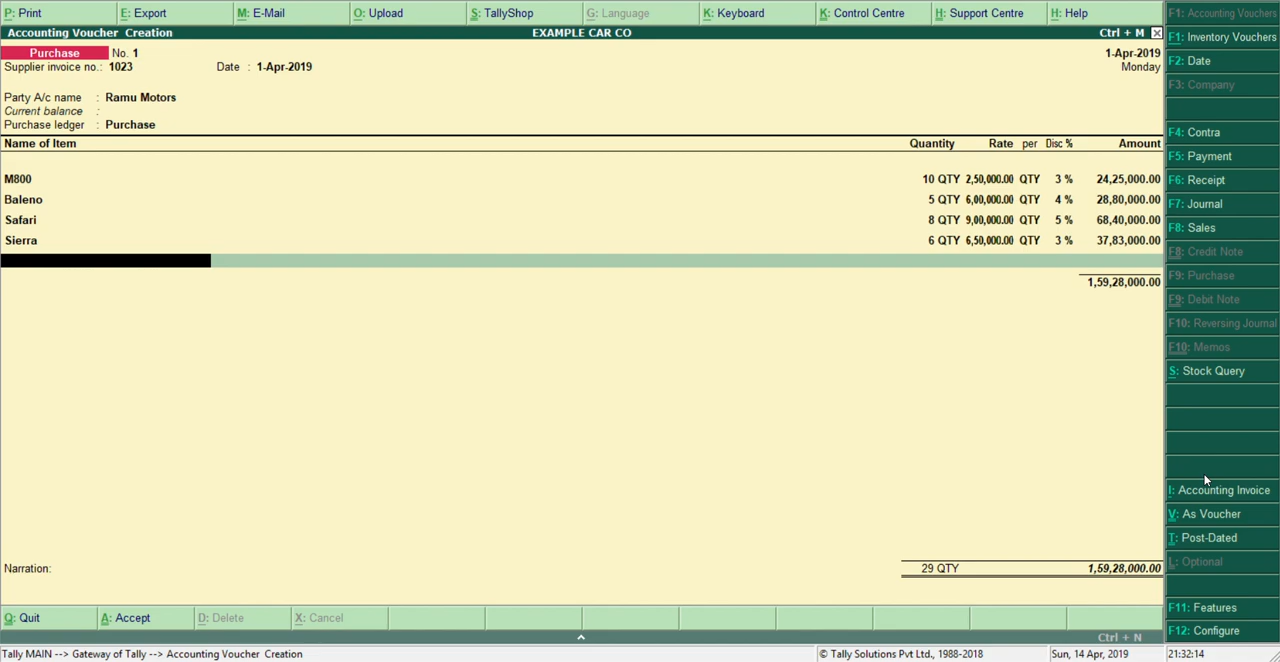 P: Print E: Export M: E-Mail O: Upload S: TallyShop G: Language K: Keyboard K: Control Centre H: Support Centre H: Help
Accounting Voucher Creation EXAMPLE CAR CO Ctrl + M
Purchase No. 1 1-Apr-2019
Supplier invoice no.: 1023 Date : 1-Apr-2019 Monday
Party A/c name : Ramu Motors
Current balance :
Purchase ledger : Purchase
Name of Item Quantity Rate per Disc % Amount
M800 10 QTY 2,50,000.00 QTY 3 % 24,25,000.00
Baleno 5 QTY 6,00,000.00 QTY 4 % 28,80,000.00
Safari 8 QTY 9,00,000.00 QTY 5 % 68,40,000.00
Sierra 6 QTY 6,50,000.00 QTY 3 % 37,83,000.00
1,59,28,000.00
Narration: 29 QTY 1,59,28,000.00
Q: Quit A: Accept D: Delete X: Cancel
Ctrl + N
Tally MAIN --> Gateway of Tally --> Accounting Voucher Creation © Tally Solutions Pvt Ltd., 1988-2018 Sun, 14 Apr, 2019 21:32:14
F1: Accounting Vouchers
F1: Inventory Vouchers
F2: Date
F3: Company
F4: Contra
F5: Payment
F6: Receipt
F7: Journal
F8: Sales
F8: Credit Note
F9: Purchase
F9: Debit Note
F10: Reversing Journal
F10: Memos
S: Stock Query
I: Accounting Invoice
V: As Voucher
T: Post-Dated
L: Optional
F11: Features
F12: Configure